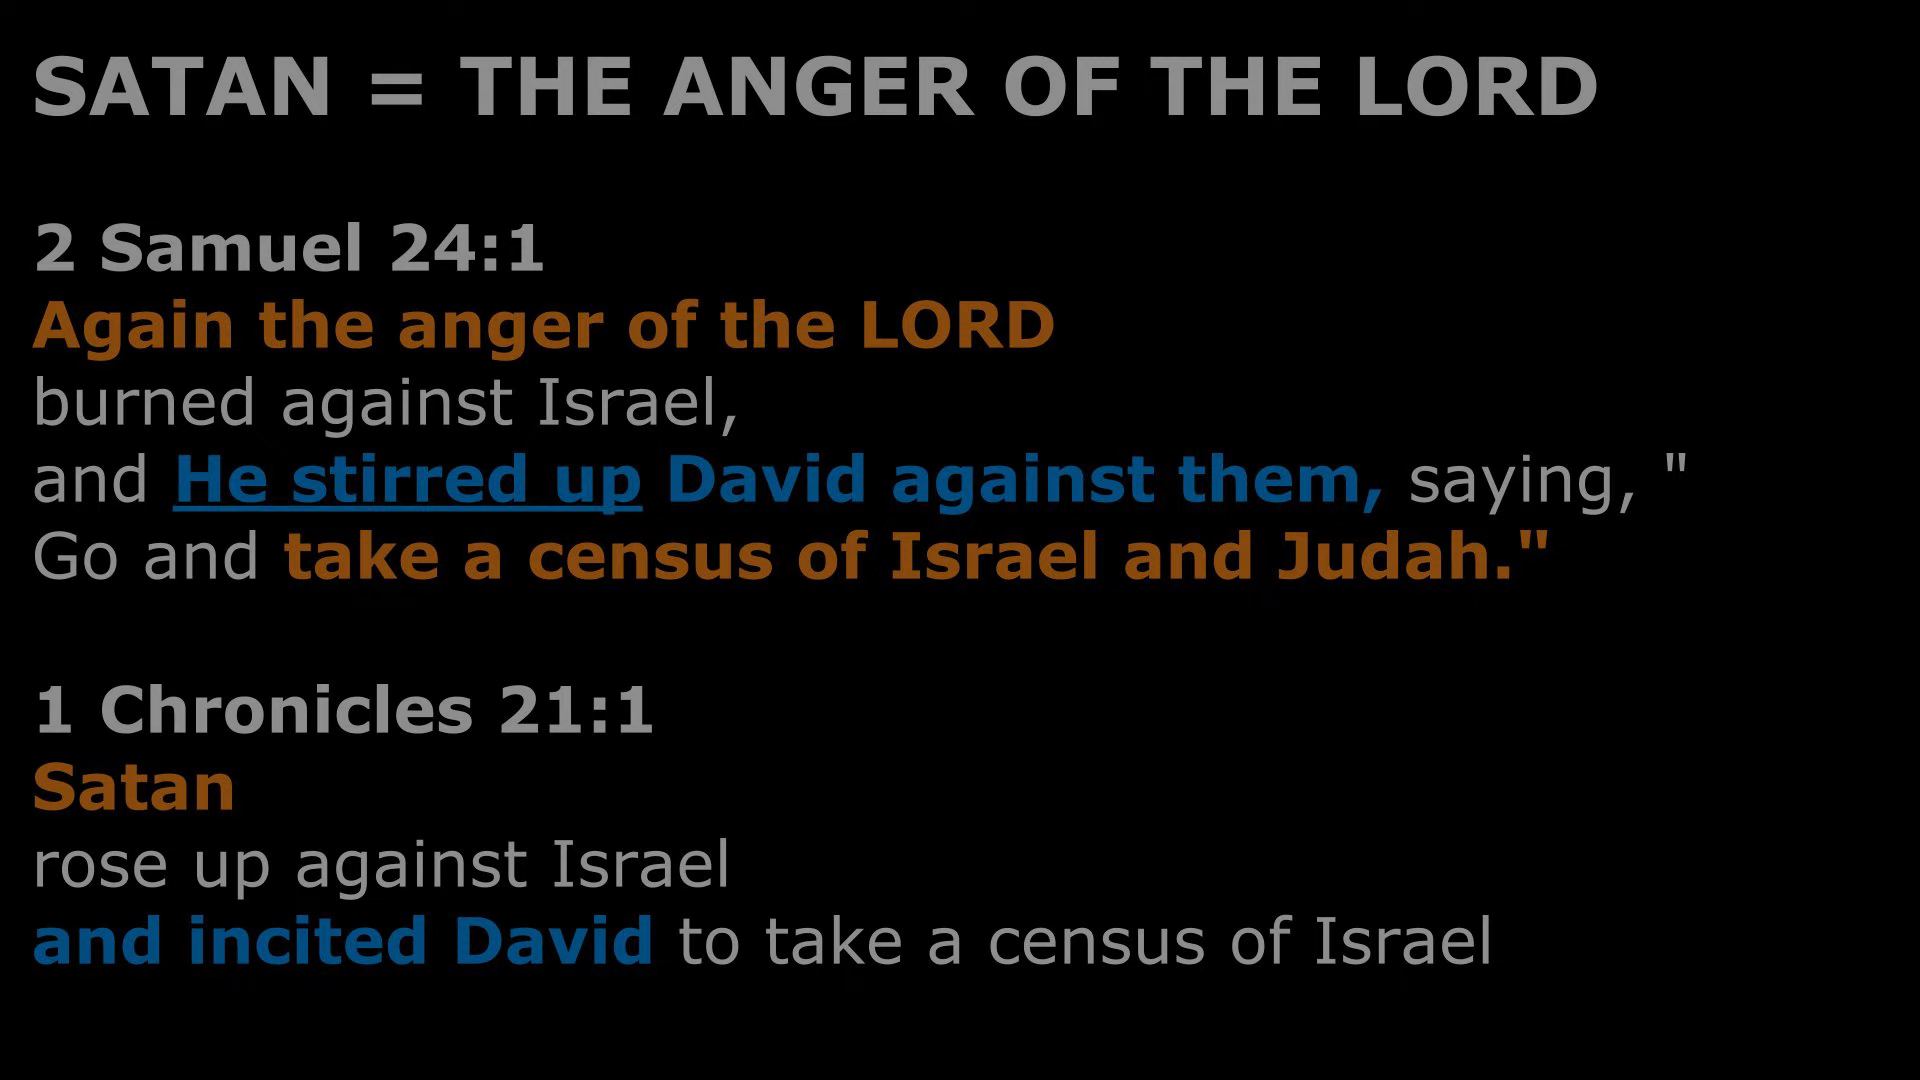 SATAN = THE ANGER OF THE LORD
2 Samuel 24:1
Again the anger of the LORD
burned against Israel,
and He stirred up David against them, saying, "
Go and take a census of Israel and Judah."
1 Chronicles 21:1
Satan
rose up against Israel
and incited David to take a census of Israel